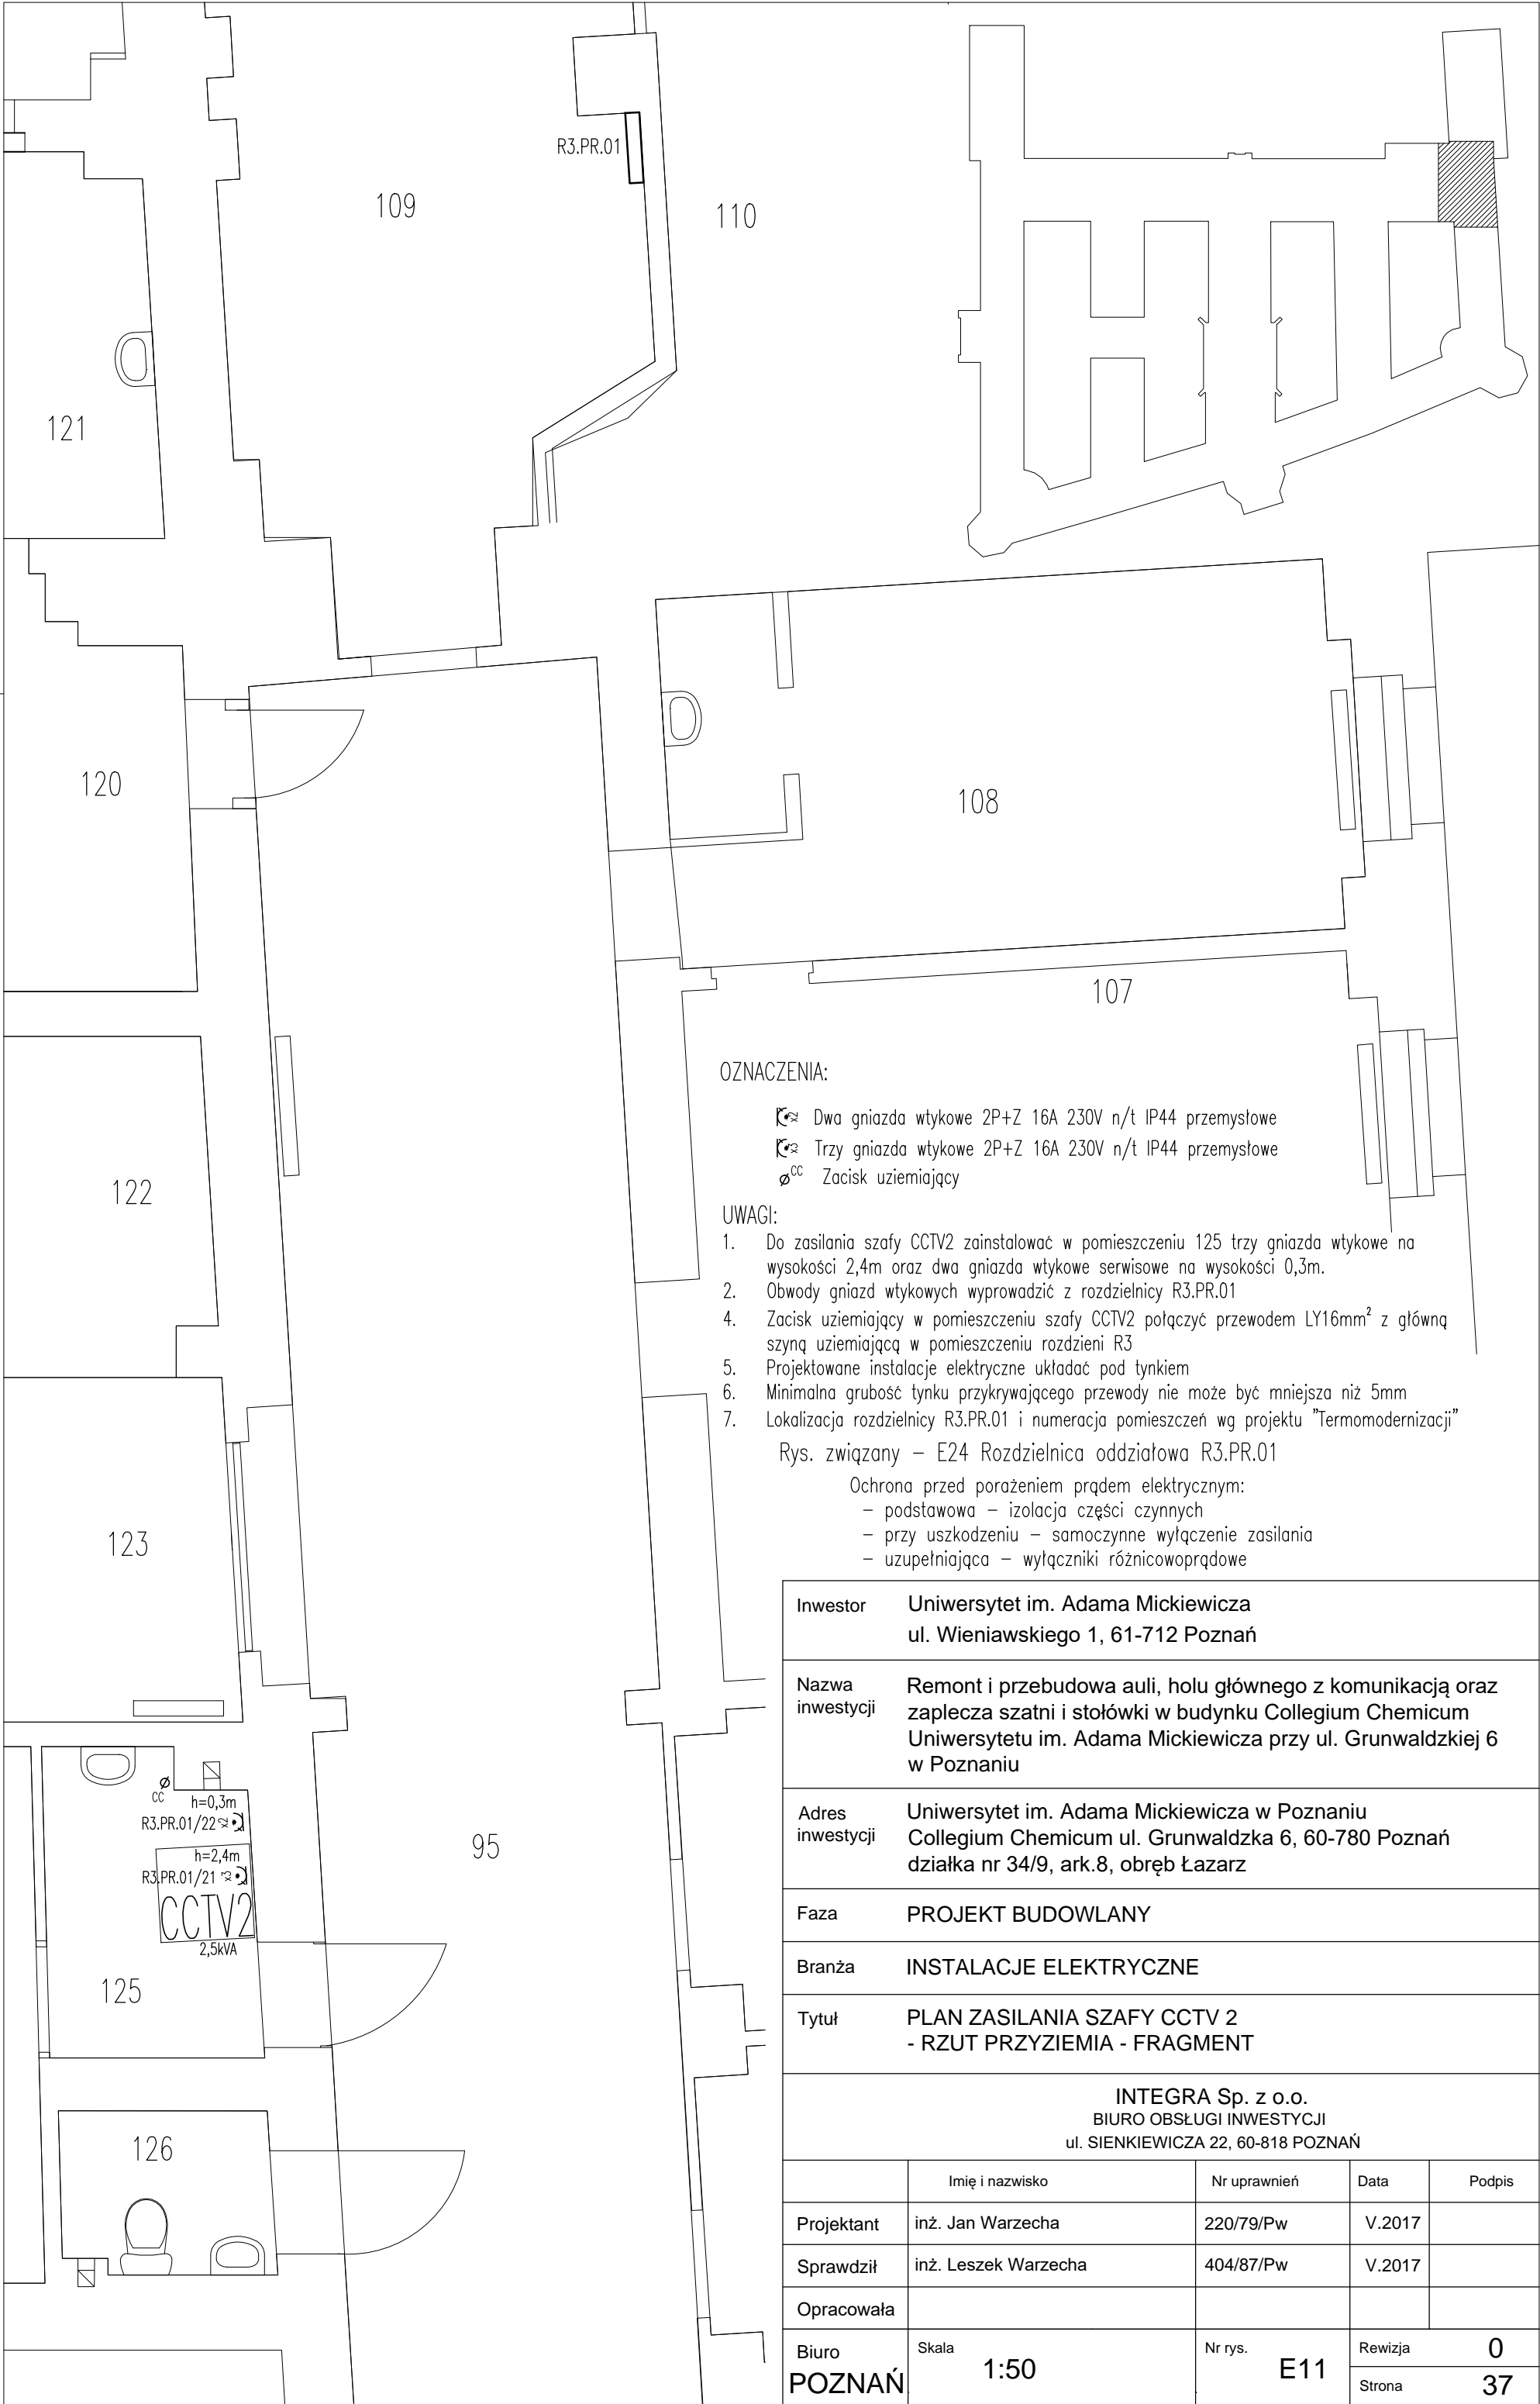 R3.PR.01
109
110
121
120
108
107
OZNACZENIA:
x2 Dwa gniazda wtykowe 2P+Z 16A 230V n/t IP44 przemysłowe
x3 Trzy gniazda wtykowe 2P+Z 16A 230V n/t IP44 przemysłowe
ø CC Zacisk uziemiający
122
UWAGI:
1. Do zasilania szafy CCTV2 zainstalować w pomieszczeniu 125 trzy gniazda wtykowe na
wysokości 2,4m oraz dwa gniazda wtykowe serwisowe na wysokości 0,3m.
2. Obwody gniazd wtykowych wyprowadzić z rozdzielnicy R3.PR.01
4. Zacisk uziemiający w pomieszczeniu szafy CCTV2 połączyć przewodem LY16mm² z główną
szyną uziemiającą w pomieszczeniu rozdzieni R3
5. Projektowane instalacje elektryczne układać pod tynkiem
6. Minimalna grubość tynku przykrywającego przewody nie może być mniejsza niż 5mm
7. Lokalizacja rozdzielnicy R3.PR.01 i numeracja pomieszczeń wg projektu "Termomodernizacji"
Rys. związany – E24 Rozdzielnica oddziałowa R3.PR.01
Ochrona przed porażeniem prądem elektrycznym:
– podstawowa – izolacja części czynnych
– przy uszkodzeniu – samoczynne wyłączenie zasilania
– uzupełniająca – wyłączniki różnicowoprądowe
123
CC
h=0,3m
R3.PR.01/22 x2
h=2,4m
R3.PR.01/21 x3
CCTV2
2,5kVA
125
95
126
Inwestor Uniwersytet im. Adama Mickiewicza
ul. Wieniawskiego 1, 61-712 Poznań
Nazwa inwestycji Remont i przebudowa auli, holu głównego z komunikacją oraz
zaplecza szatni i stołówki w budynku Collegium Chemicum
Uniwersytetu im. Adama Mickiewicza przy ul. Grunwaldzkiej 6
w Poznaniu
Adres inwestycji Uniwersytet im. Adama Mickiewicza w Poznaniu
Collegium Chemicum ul. Grunwaldzka 6, 60-780 Poznań
działka nr 34/9, ark.8, obręb Łazarz
Faza PROJEKT BUDOWLANY
Branża INSTALACJE ELEKTRYCZNE
Tytuł PLAN ZASILANIA SZAFY CCTV 2
- RZUT PRZYZIEMIA - FRAGMENT
INTEGRA Sp. z o.o.
BIURO OBSŁUGI INWESTYCJI
ul. SIENKIEWICZA 22, 60-818 POZNAŃ
Imię i nazwisko Nr uprawnień Data Podpis
Projektant inż. Jan Warzecha 220/79/Pw V.2017
Sprawdził inż. Leszek Warzecha 404/87/Pw V.2017
Opracowała
Biuro POZNAŃ Skala 1:50 Nr rys. E11 Rewizja 0
Strona 37